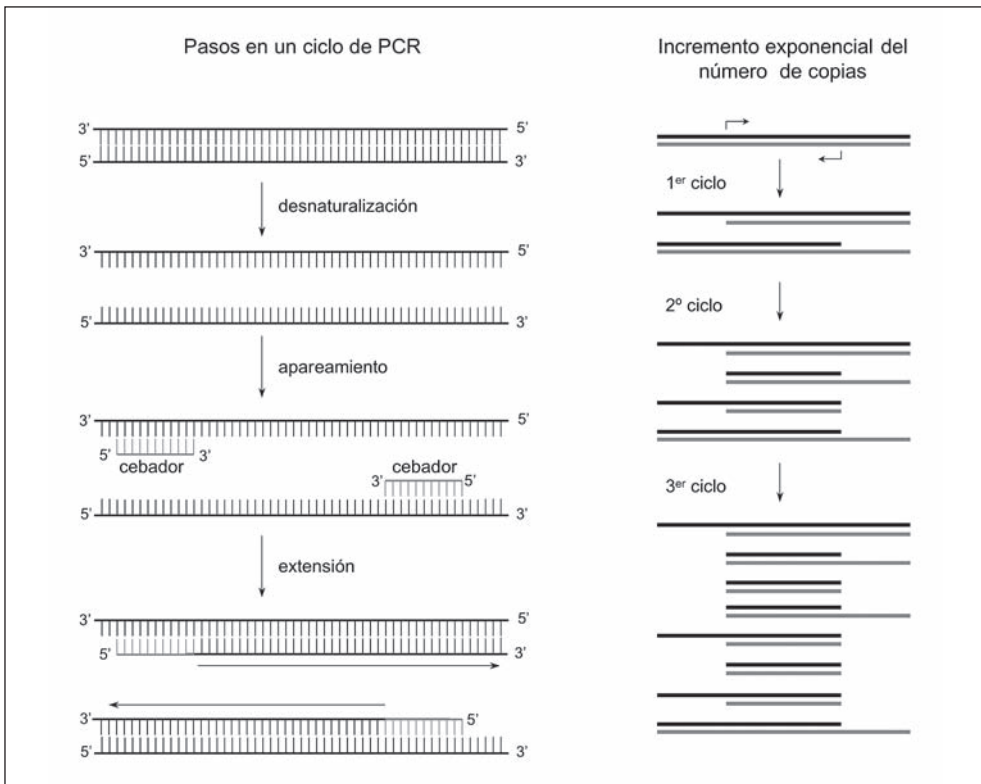 Pasos en un ciclo de PCR
3’ 5’
5’ 3’
desnaturalización
3’ 5’
5’ 3’
apareamiento
3’ 5’
5’ 3’
cebador
cebador
3’ 5’
5’ 3’
extensión
3’ 5’
5’ 3’
3’ 5’
5’ 3’
Incremento exponencial del
número de copias
1er ciclo
2º ciclo
3er ciclo